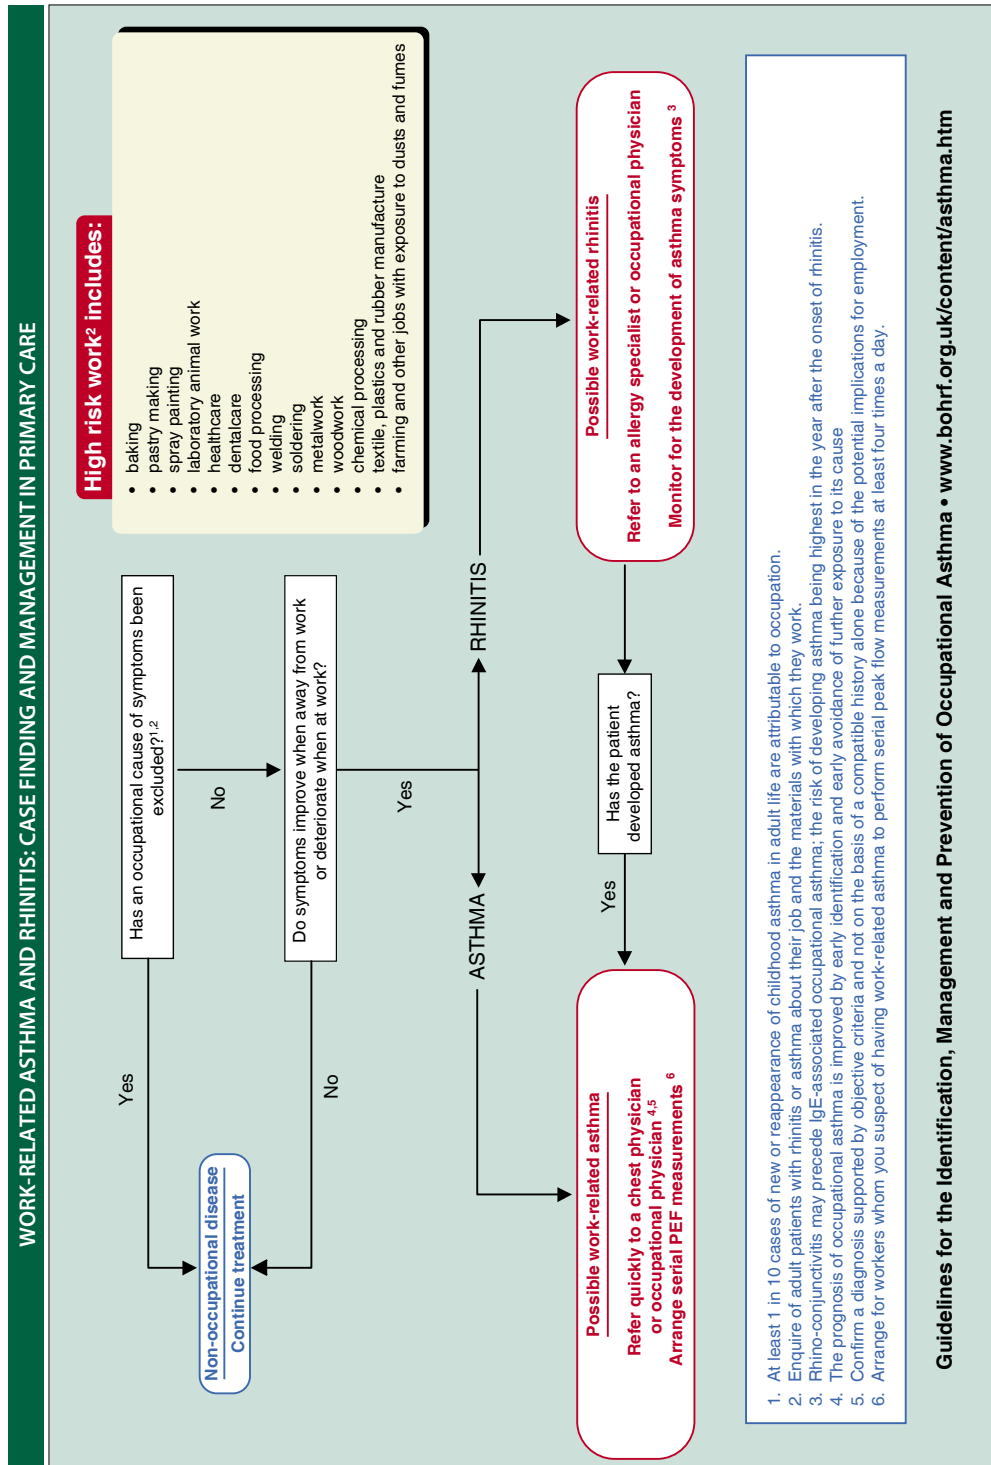 WORK-RELATED ASTHMA AND RHINITIS: CASE FINDING AND MANAGEMENT IN PRIMARY CARE
High risk work² includes:
• baking
• pastry making
• spray painting
• laboratory animal work
• healthcare
• dentalcare
• food processing
• welding
• soldering
• metalwork
• woodwork
• chemical processing
• textile, plastics and rubber manufacture
• farming and other jobs with exposure to dusts and fumes
Has an occupational cause of symptoms been
excluded?1,2
Yes
No
Non-occupational disease
Continue treatment
Do symptoms improve when away from work
or deteriorate when at work?
No
Yes
ASTHMA
RHINITIS
Possible work-related asthma
Refer quickly to a chest physician
or occupational physician 4,5
Arrange serial PEF measurements 6
Yes
Has the patient
developed asthma?
Possible work-related rhinitis
Refer to an allergy specialist or occupational physician
Monitor for the development of asthma symptoms 3
1. At least 1 in 10 cases of new or reappearance of childhood asthma in adult life are attributable to occupation.
2. Enquire of adult patients with rhinitis or asthma about their job and the materials with which they work.
3. Rhino-conjunctivitis may precede IgE-associated occupational asthma; the risk of developing asthma being highest in the year after the onset of rhinitis.
4. The prognosis of occupational asthma is improved by early identification and early avoidance of further exposure to its cause
5. Confirm a diagnosis supported by objective criteria and not on the basis of a compatible history alone because of the potential implications for employment.
6. Arrange for workers whom you suspect of having work-related asthma to perform serial peak flow measurements at least four times a day.
Guidelines for the Identification, Management and Prevention of Occupational Asthma • www.bohrf.org.uk/content/asthma.htm